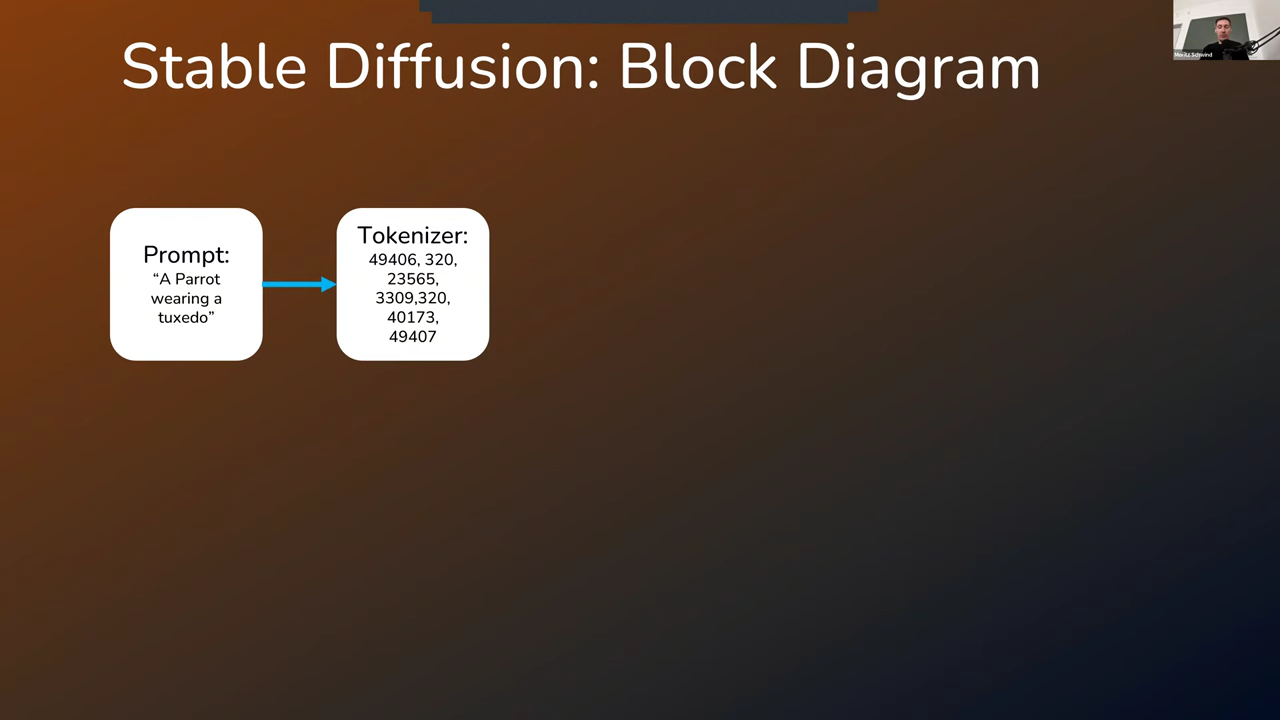 Stable Diffusion: Block Diagram
Prompt:
“A Parrot
wearing a
tuxedo”
Tokenizer:
49406, 320,
23565,
3309,320,
40173,
49407